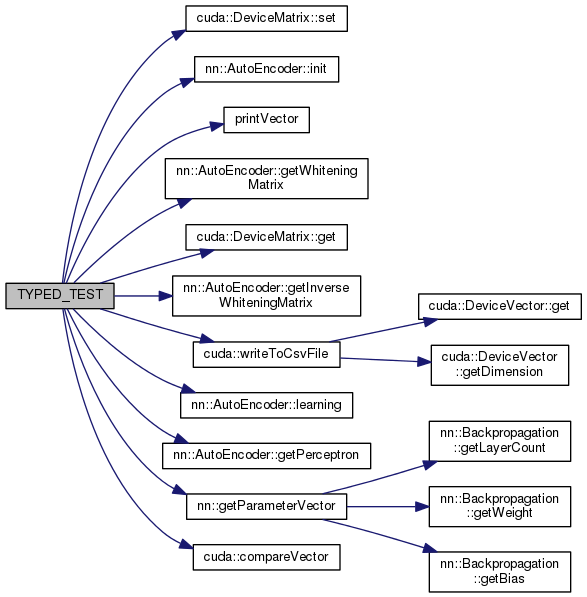 cuda::DeviceMatrix::set
nn::AutoEncoder::init
printVector
nn::AutoEncoder::getWhitening
Matrix
cuda::DeviceMatrix::get
TYPED_TEST
nn::AutoEncoder::getInverse
WhiteningMatrix
cuda::writeToCsvFile
cuda::DeviceVector::get
cuda::DeviceVector
::getDimension
nn::AutoEncoder::learning
nn::AutoEncoder::getPerceptron
nn::getParameterVector
nn::Backpropagation
::getLayerCount
nn::Backpropagation
::getWeight
nn::Backpropagation
::getBias
cuda::compareVector